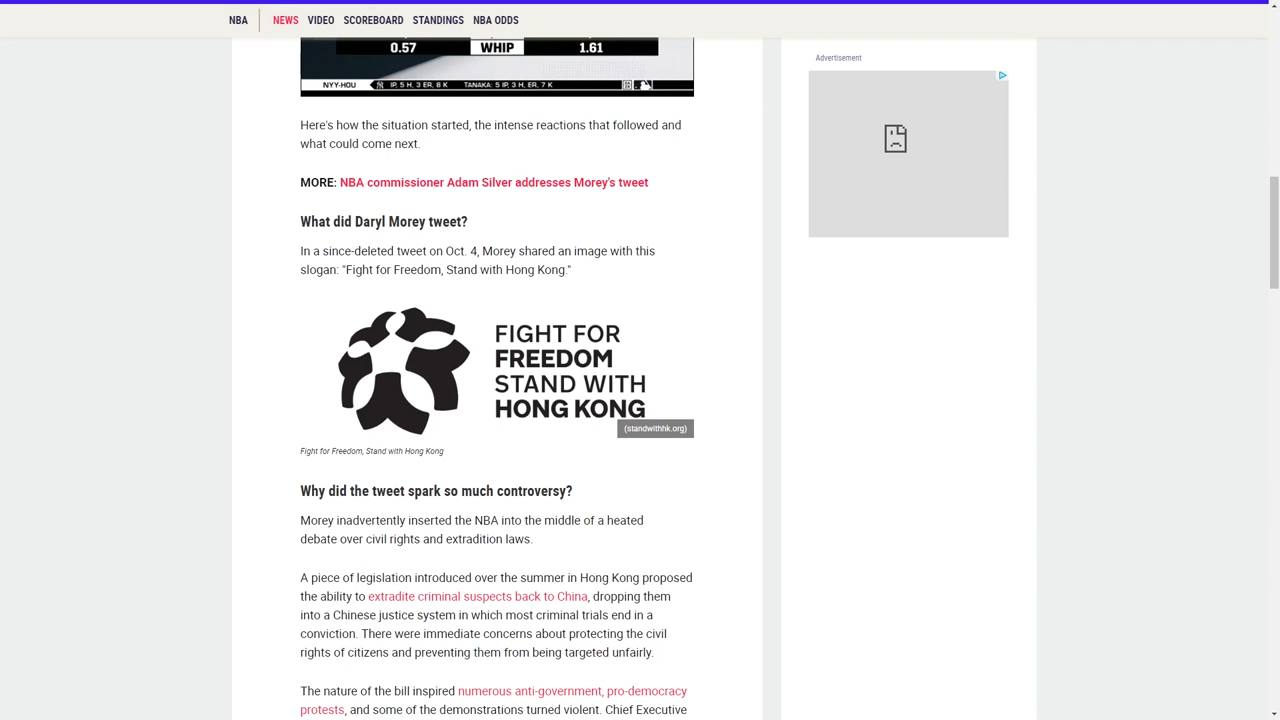 NBA
NEWS
VIDEO
SCOREBOARD
STANDINGS
NBA ODDS
0.57 WHIP 1.61
NYY-HOU IP, 5 H, 3 ER, 8 K TANAKA: 5 IP, 3 H, ER, 7 K
Advertisement
Here's how the situation started, the intense reactions that followed and
what could come next.
MORE: NBA commissioner Adam Silver addresses Morey's tweet
What did Daryl Morey tweet?
In a since-deleted tweet on Oct. 4, Morey shared an image with this
slogan: "Fight for Freedom, Stand with Hong Kong."
FIGHT FOR
FREEDOM
STAND WITH
HONG KONG
(standwithhk.org)
Fight for Freedom, Stand with Hong Kong
Why did the tweet spark so much controversy?
Morey inadvertently inserted the NBA into the middle of a heated
debate over civil rights and extradition laws.
A piece of legislation introduced over the summer in Hong Kong proposed
the ability to extradite criminal suspects back to China, dropping them
into a Chinese justice system in which most criminal trials end in a
conviction. There were immediate concerns about protecting the civil
rights of citizens and preventing them from being targeted unfairly.
The nature of the bill inspired numerous anti-government, pro-democracy
protests, and some of the demonstrations turned violent. Chief Executive